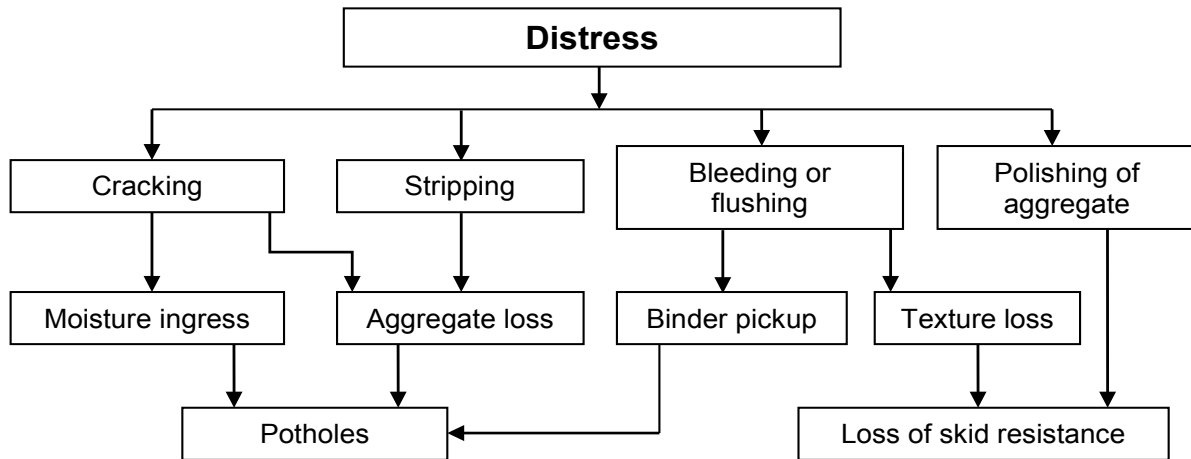 Distress
Cracking
Stripping
Bleeding or
flushing
Polishing of
aggregate
Moisture ingress
Aggregate loss
Binder pickup
Texture loss
Potholes
Loss of skid resistance